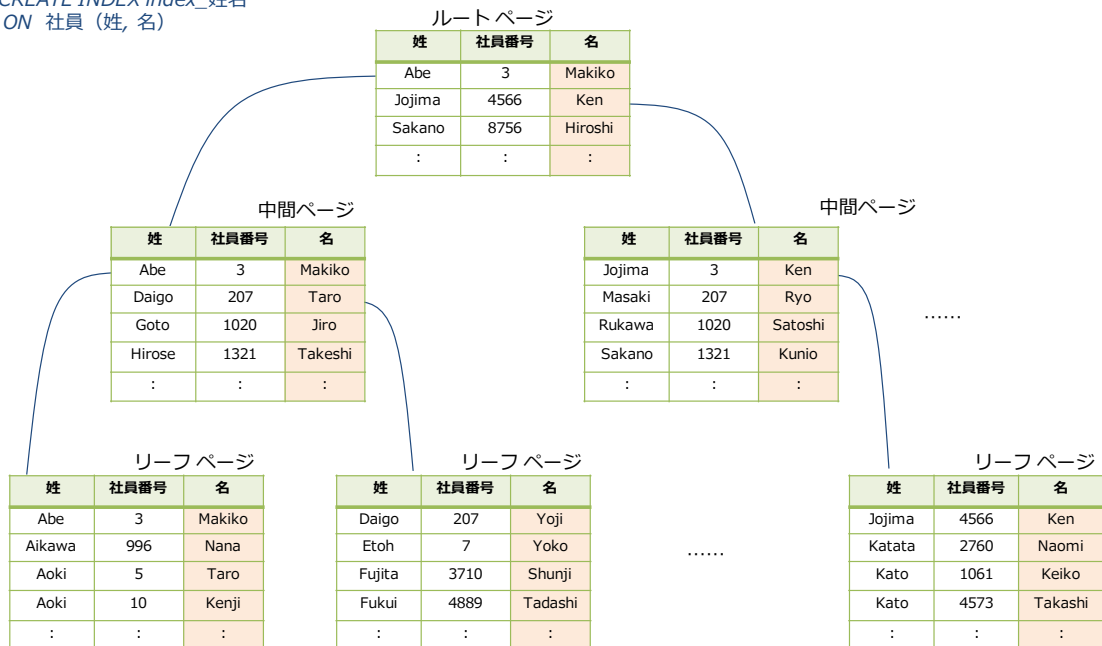 CREATE INDEX index_姓名
ON 社員（姓, 名）
ルート ページ
姓 社員番号 名
Abe 3 Makiko
Jojima 4566 Ken
Sakano 8756 Hiroshi
: : :
中間ページ
姓 社員番号 名
Abe 3 Makiko
Daigo 207 Taro
Goto 1020 Jiro
Hirose 1321 Takeshi
: : :
中間ページ
姓 社員番号 名
Jojima 3 Ken
Masaki 207 Ryo
Rukawa 1020 Satoshi
Sakano 1321 Kunio
: : :
……
リーフ ページ
姓 社員番号 名
Abe 3 Makiko
Aikawa 996 Nana
Aoki 5 Taro
Aoki 10 Kenji
: : :
リーフ ページ
姓 社員番号 名
Daigo 207 Yoji
Etoh 7 Yoko
Fujita 3710 Shunji
Fukui 4889 Tadashi
: : :
……
リーフ ページ
姓 社員番号 名
Jojima 4566 Ken
Katata 2760 Naomi
Kato 1061 Keiko
Kato 4573 Takashi
: : :